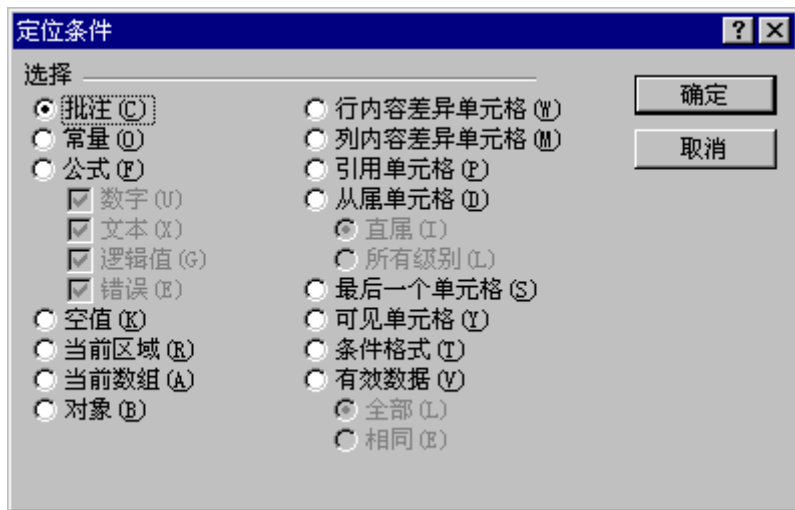 定位条件
选择
批注(C)
常量(O)
公式(F)
数字(U)
文本(X)
逻辑值(G)
错误(E)
空值(K)
当前区域(R)
当前数组(A)
对象(B)
行内容差异单元格(W)
列内容差异单元格(M)
引用单元格(P)
从属单元格(D)
直属(I)
所有级别(L)
最后一个单元格(S)
可见单元格(Y)
条件格式(T)
有效数据(V)
全部(L)
相同(E)
确定
取消